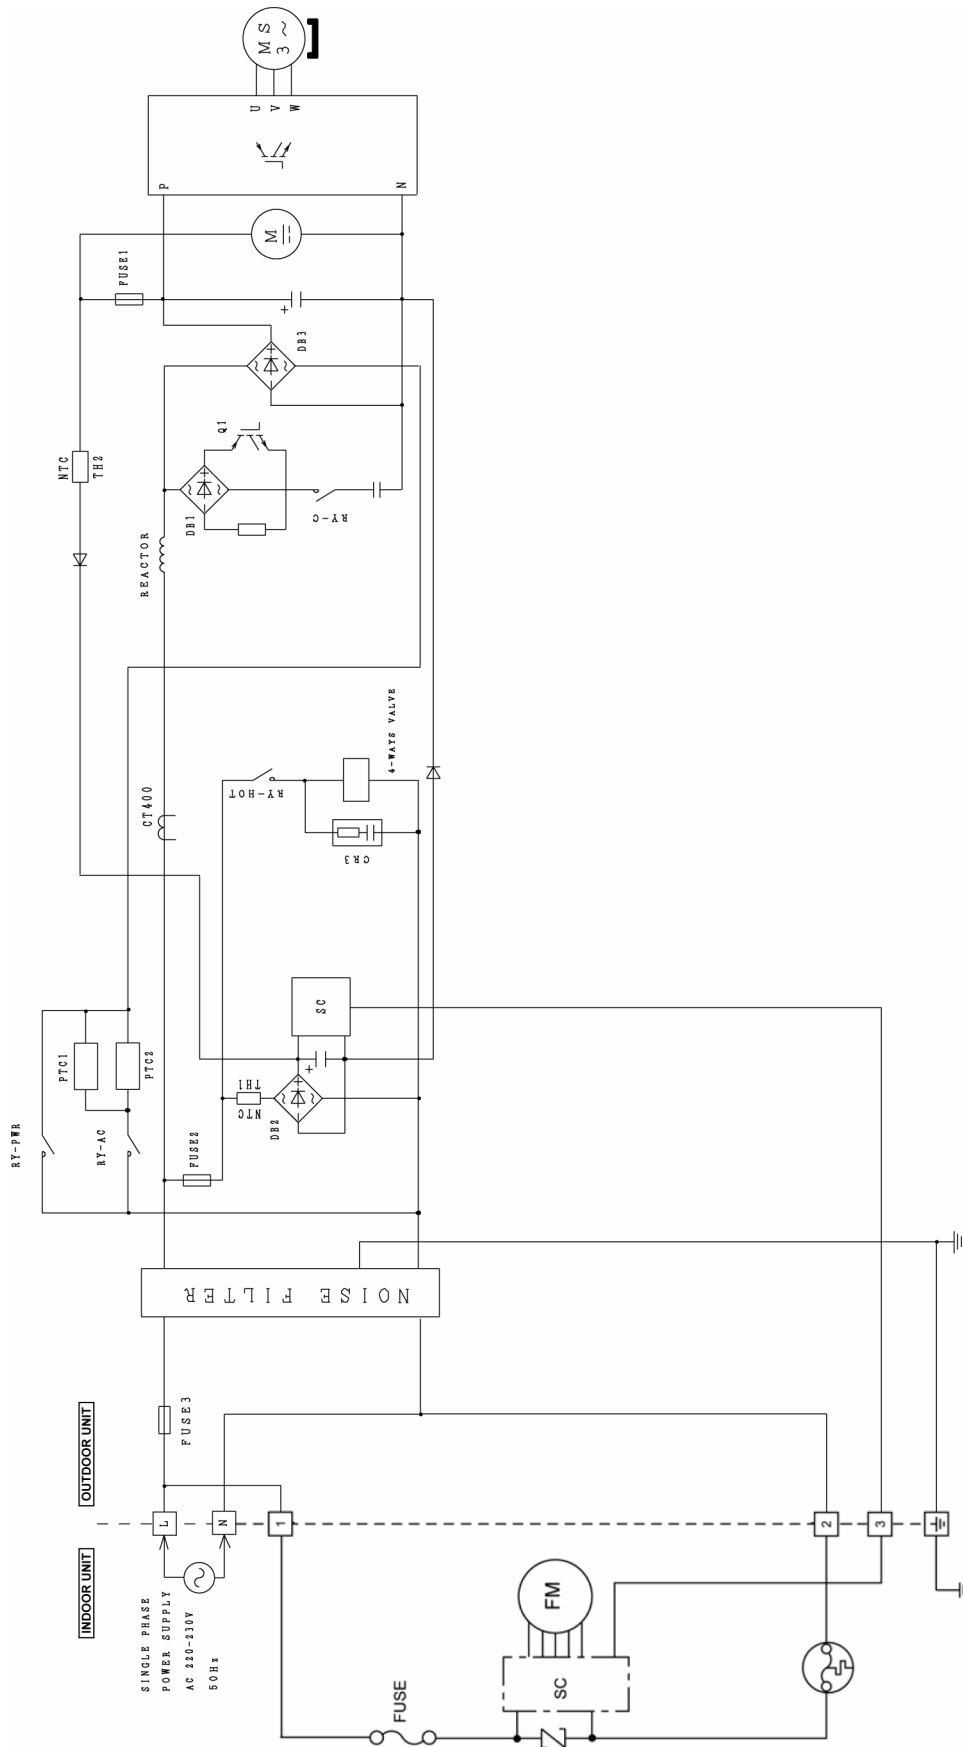 M S
3 ~
U
V
W
P
N
M
FUSE1
+
DB3
+
~
~
-
Q1
NTC
TH2
+
~
~
-
DB1
RY-C
REACTOR
4-WAYS VALVE
RY-HOT
CT400
CR3
SC
PTC1
PTC2
+
NTC
TH1
+
~
~
-
DB2
RY-PWR
RY-AC
FUSE2
NOISE FILTER
FUSE3
OUTDOOR UNIT
INDOOR UNIT
L
N
1
2
3
SINGLE PHASE
POWER SUPPLY
AC 220-230V
50Hz
FM
SC
FUSE